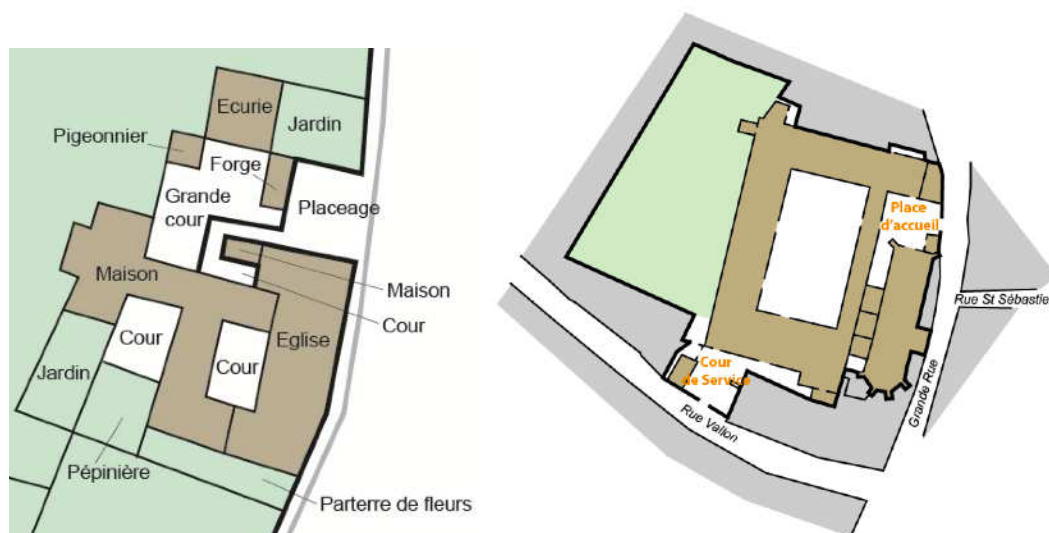 Ecurie
Jardin
Pigeonnier
Forge
Grande
cour
Placeage
Maison
Maison
Cour
Cour
Cour
Eglise
Jardin
Pépinière
Parterre de fleurs
Place
d'accueil
Rue St Sébastie
Cour
de Service
Grande Rue
Rue Vallon